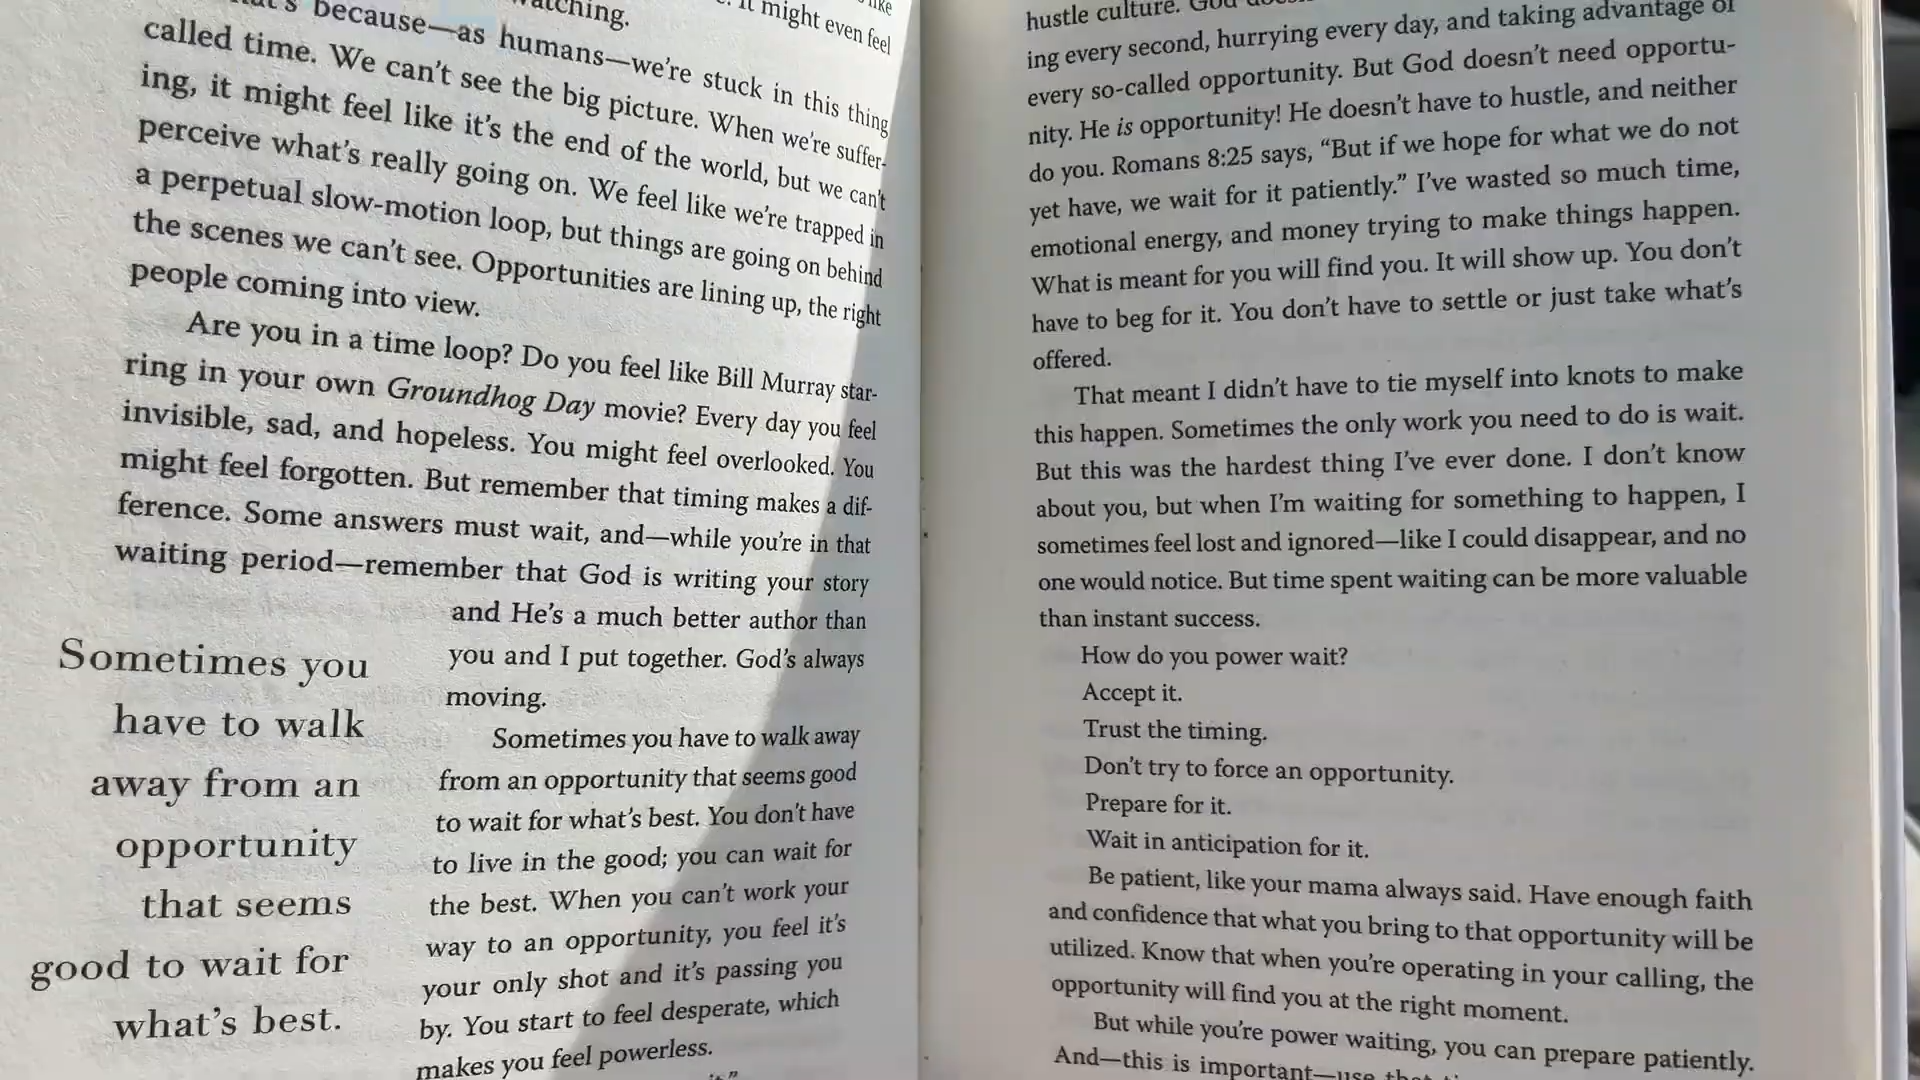 like
It might even feel
watching.
because—as humans—we're stuck in this thing
called time. We can't see the big picture. When we're suffer-
ing, it might feel like it's the end of the world, but we can't
perceive what's really going on. We feel like we're trapped in
a perpetual slow-motion loop, but things are going on behind
the scenes we can't see. Opportunities are lining up, the right
people coming into view.
Are you in a time loop? Do you feel like Bill Murray star-
ring in your own Groundhog Day movie? Every day you feel
invisible, sad, and hopeless. You might feel overlooked. You
might feel forgotten. But remember that timing makes a dif-
ference. Some answers must wait, and—while you're in that
waiting period—remember that God is writing your story
and He's a much better author than
you and I put together. God's always
moving.
Sometimes you have to walk away
from an opportunity that seems good
to wait for what's best. You don't have
to live in the good; you can wait for
the best. When you can't work your
way to an opportunity, you feel it's
your only shot and it's passing you
by. You start to feel desperate, which
makes you feel powerless.
Sometimes you
have to walk
away from an
opportunity
that seems
good to wait for
what's best.
hustle culture. God
ing every second, hurrying every day, and taking advantage of
every so-called opportunity. But God doesn't need opportu-
nity. He is opportunity! He doesn't have to hustle, and neither
do you. Romans 8:25 says, “But if we hope for what we do not
yet have, we wait for it patiently.” I've wasted so much time,
emotional energy, and money trying to make things happen.
What is meant for you will find you. It will show up. You don't
have to beg for it. You don't have to settle or just take what's
offered.
That meant I didn't have to tie myself into knots to make
this happen. Sometimes the only work you need to do is wait.
But this was the hardest thing I've ever done. I don't know
about you, but when I'm waiting for something to happen, I
sometimes feel lost and ignored—like I could disappear, and no
one would notice. But time spent waiting can be more valuable
than instant success.
How do you power wait?
Accept it.
Trust the timing.
Don't try to force an opportunity.
Prepare for it.
Wait in anticipation for it.
Be patient, like your mama always said. Have enough faith
and confidence that what you bring to that opportunity will be
utilized. Know that when you're operating in your calling, the
opportunity will find you at the right moment.
But while you're power waiting, you can prepare patiently.
And—this is important—use